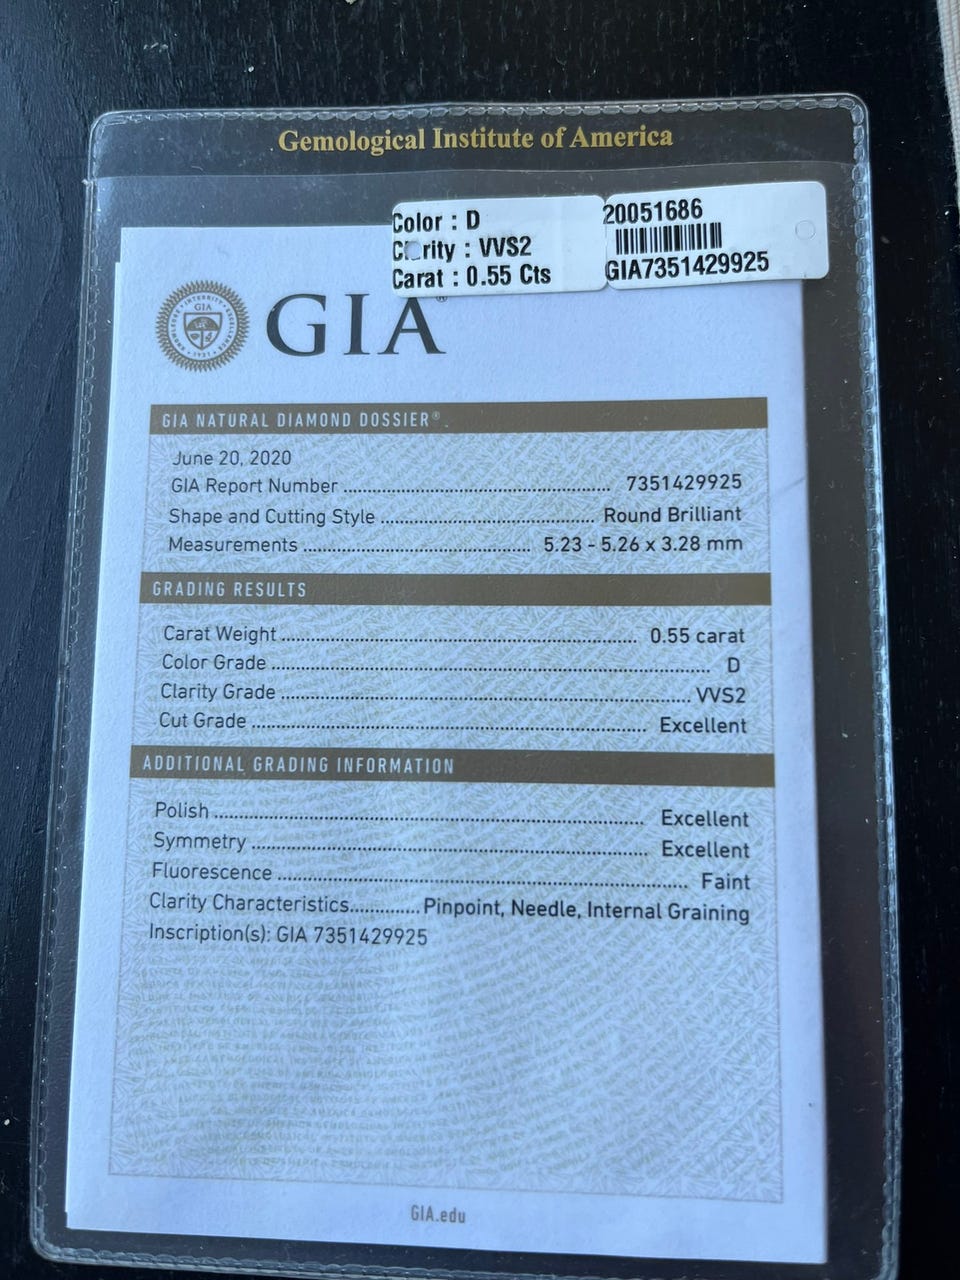 Gemological Institute of America
Color : D
C rity : VVS2
Carat : 0.55 Cts
20051686
GIA7351429925
GIA
GIA®
GIA NATURAL DIAMOND DOSSIER®
June 20, 2020
GIA Report Number ........ 7351429925
Shape and Cutting Style ........ Round Brilliant
Measurements ........ 5.23 - 5.26 x 3.28 mm
GRADING RESULTS
Carat Weight ........ 0.55 carat
Color Grade ........ D
Clarity Grade ........ VVS2
Cut Grade ........ Excellent
ADDITIONAL GRADING INFORMATION
Polish ........ Excellent
Symmetry ........ Excellent
Fluorescence ........ Faint
Clarity Characteristics ........ Pinpoint, Needle, Internal Graining
Inscription(s): GIA 7351429925
GIA.edu